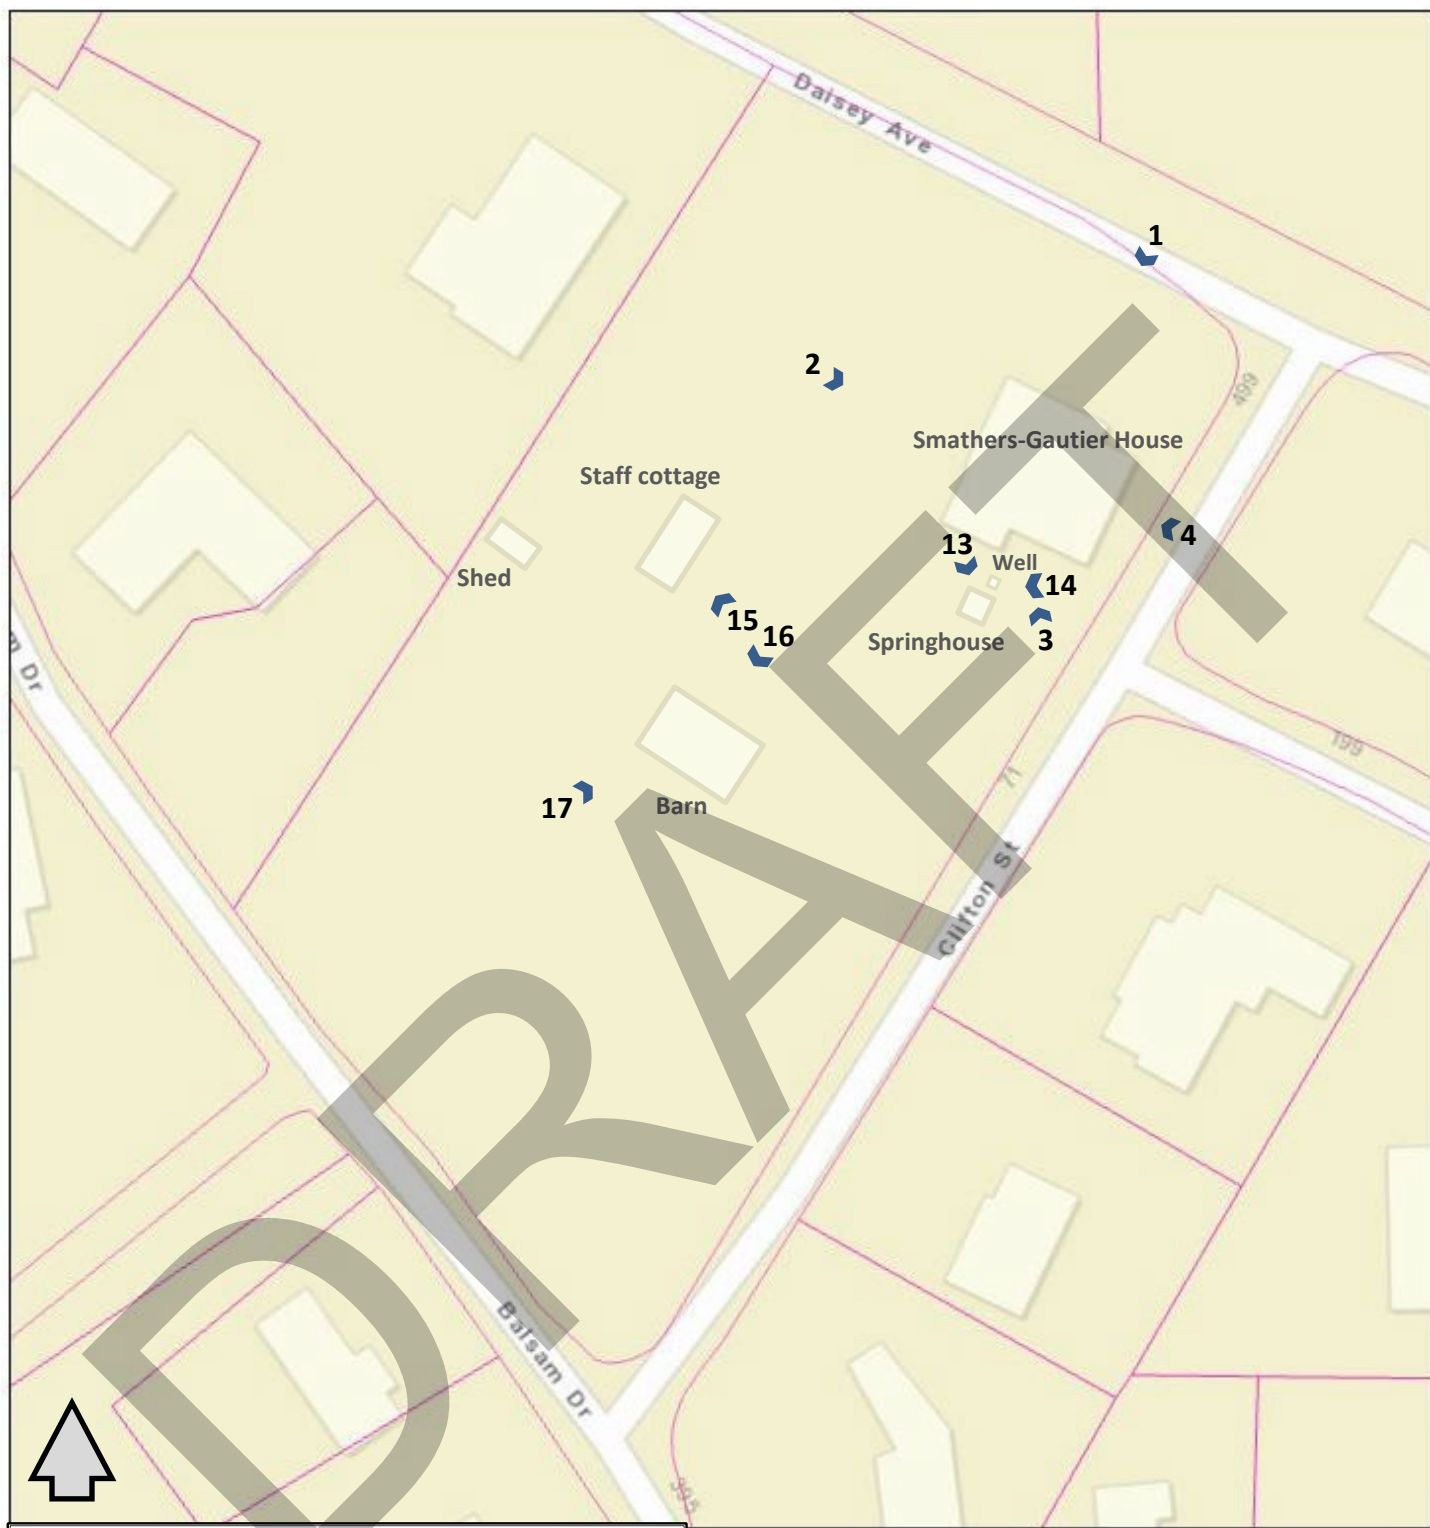 Daisey Ave
1
2
499
Smathers-Gautier House
Staff cottage
4
13
Well
Shed
14
15
16
Springhouse
3
m Dr
199
71
17
Barn
Clifton St
Balsam Dr
395
DRAFT